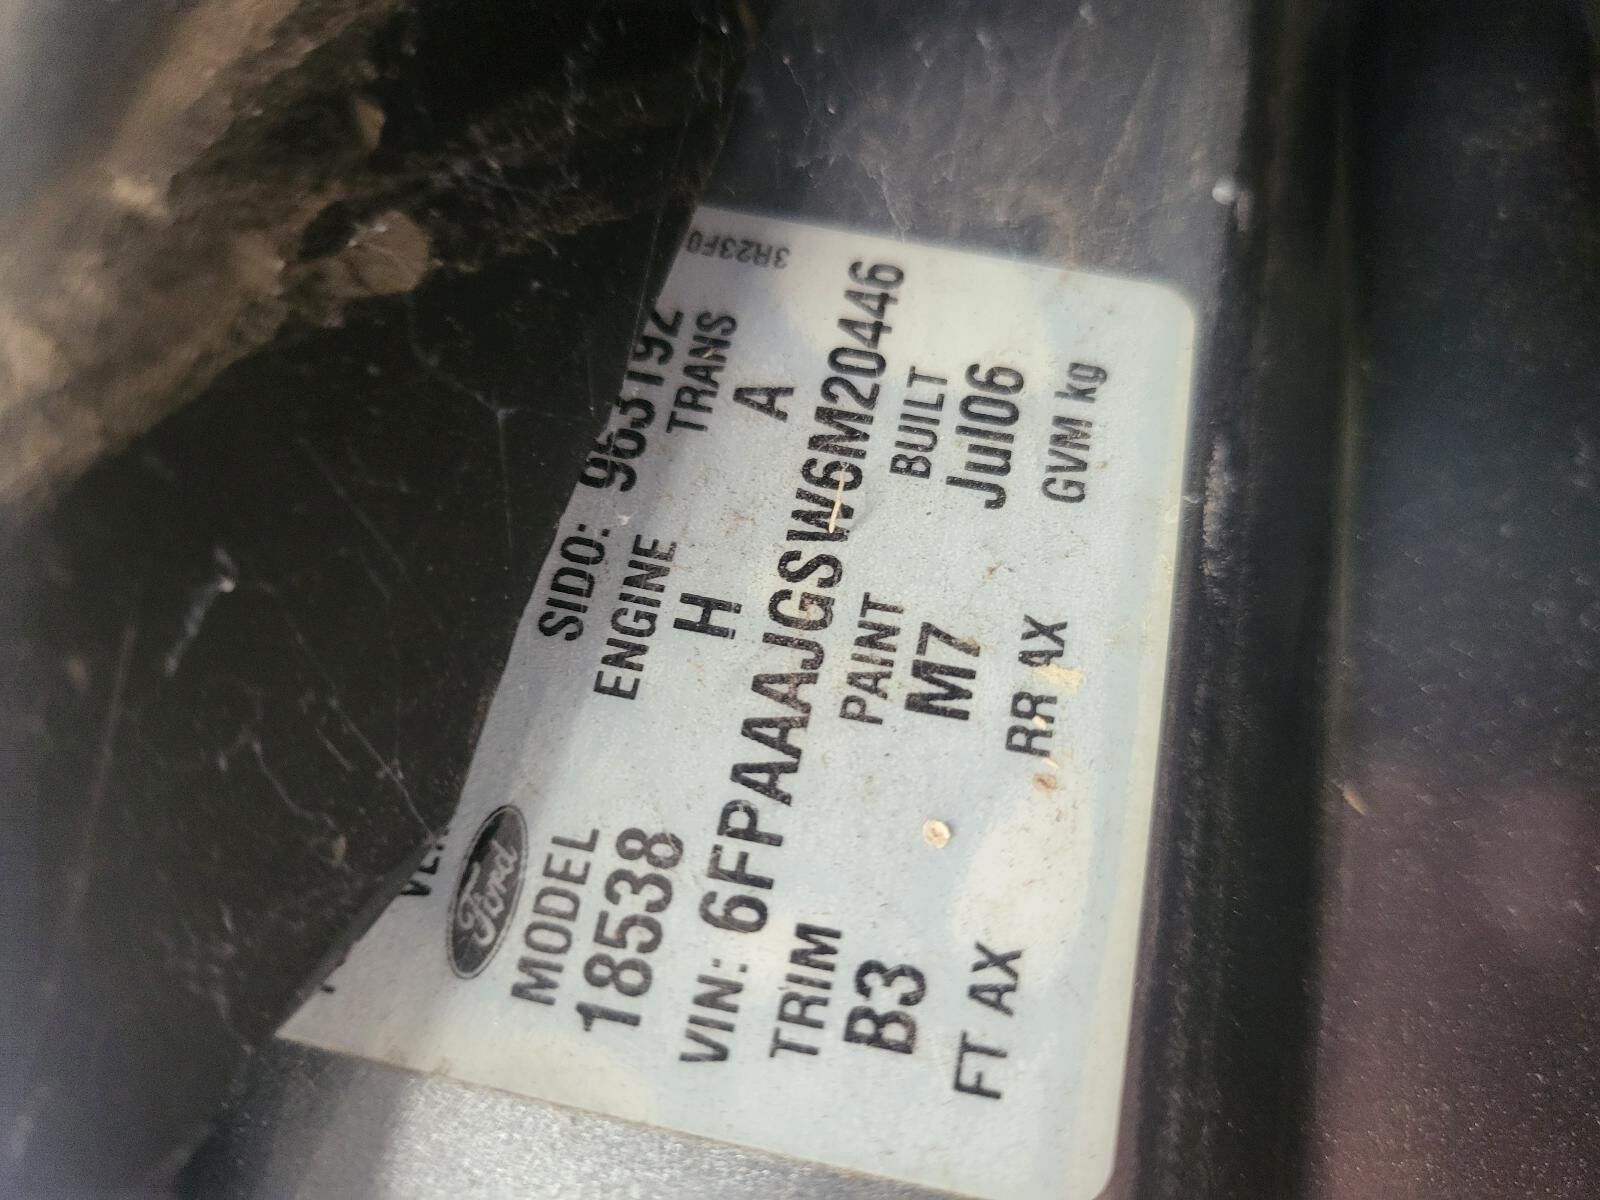 Ford
SIDO: 963192
MODEL ENGINE TRANS
18538 H A
VIN: 6FPAAAJGSW6M20446
TRIM PAINT BUILT
B3 M7 Jul06
FT AX RR AX GVM kg
3R23F0